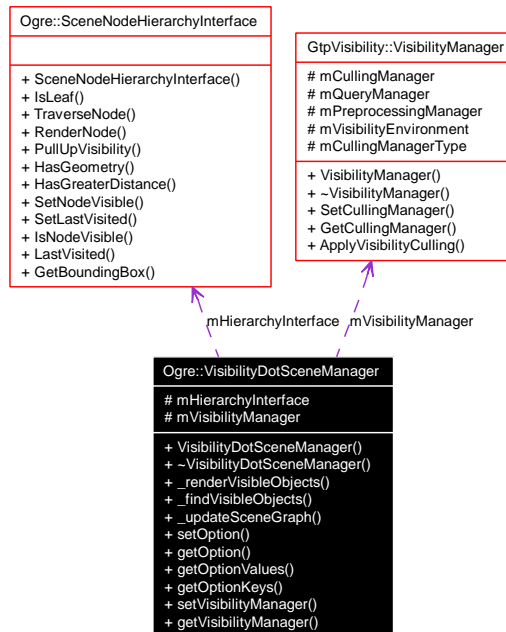 Ogre::SceneNodeHierarchyInterface
+ SceneNodeHierarchyInterface()
+ IsLeaf()
+ TraverseNode()
+ RenderNode()
+ PullUpVisibility()
+ HasGeometry()
+ HasGreaterDistance()
+ SetNodeVisible()
+ SetLastVisited()
+ IsNodeVisible()
+ LastVisited()
+ GetBoundingBox()
GtpVisibility::VisibilityManager
# mCullingManager
# mQueryManager
# mPreprocessingManager
# mVisibilityEnvironment
# mCullingManagerType
+ VisibilityManager()
+ ~VisibilityManager()
+ SetCullingManager()
+ GetCullingManager()
+ ApplyVisibilityCulling()
mHierarchyInterface
mVisibilityManager
Ogre::VisibilityDotSceneManager
# mHierarchyInterface
# mVisibilityManager
+ VisibilityDotSceneManager()
+ ~VisibilityDotSceneManager()
+ _renderVisibleObjects()
+ _findVisibleObjects()
+ _updateSceneGraph()
+ setOption()
+ getOption()
+ getOptionValues()
+ getOptionKeys()
+ setVisibilityManager()
+ getVisibilityManager()